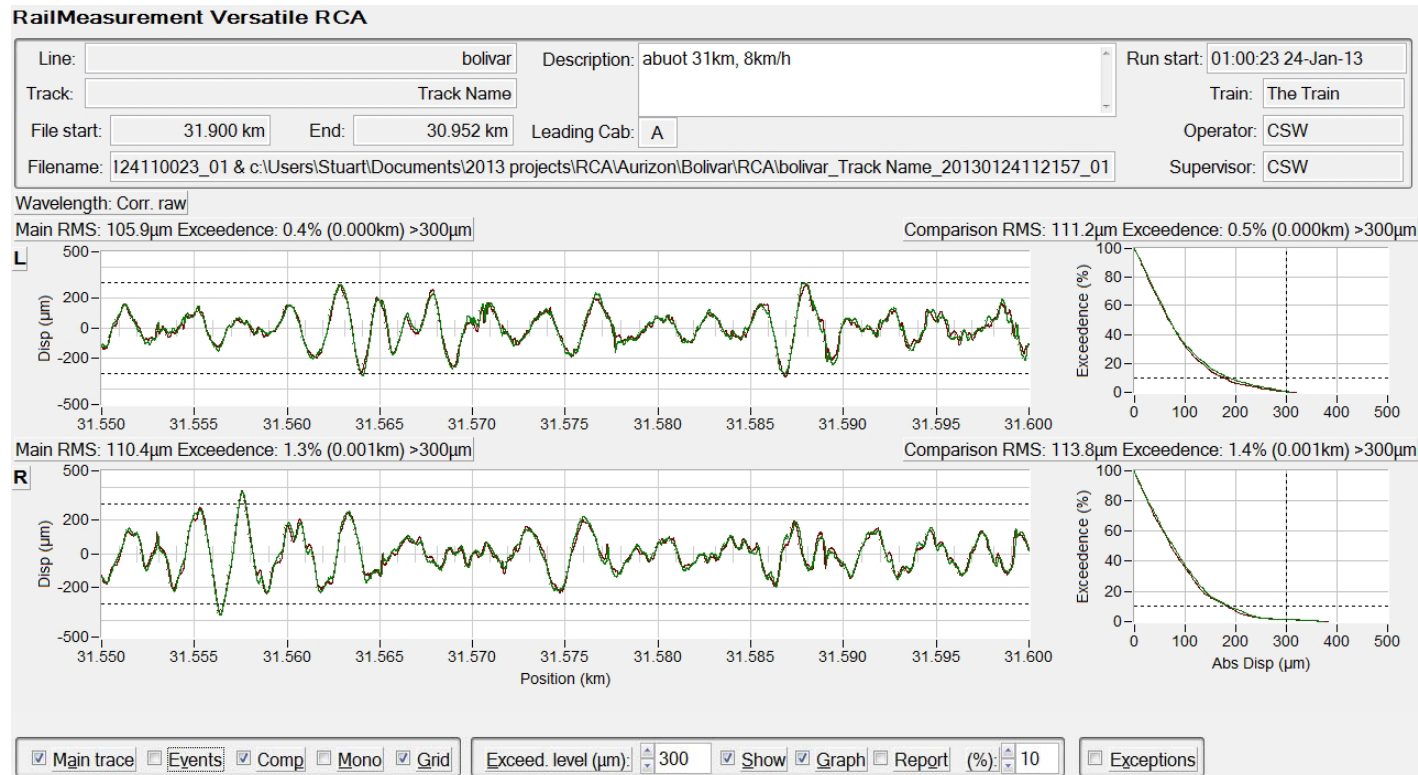 RailMeasurement Versatile RCA
Line: bolivar Description: abuot 31km, 8km/h Run start: 01:00:23 24-Jan-13
Track: Track Name Train: The Train
File start: 31.900 km End: 30.952 km Leading Cab: A Operator: CSW
Filename: 124110023_01 & c:\Users\Stuart\Documents\2013 projects\RCA\Aurizon\Bolivar\RCA\bolivar_Track Name_20130124112157_01 Supervisor: CSW
Wavelength: Corr. raw
Main RMS: 105.9µm Exceedence: 0.4% (0.000km) >300µm Comparison RMS: 111.2µm Exceedence: 0.5% (0.000km) >300µm
L
Disp (µm)
500
200
0
-200
-500
31.550 31.555 31.560 31.565 31.570 31.575 31.580 31.585 31.590 31.595 31.600
Exceedence (%)
100
80
60
40
20
0
0 100 200 300 400 500
Main RMS: 110.4µm Exceedence: 1.3% (0.001km) >300µm Comparison RMS: 113.8µm Exceedence: 1.4% (0.001km) >300µm
R
Disp (µm)
500
200
0
-200
-500
31.550 31.555 31.560 31.565 31.570 31.575 31.580 31.585 31.590 31.595 31.600
Position (km)
Exceedence (%)
100
80
60
40
20
0
0 100 200 300 400 500
Abs Disp (µm)
Main trace Events Comp Mono Grid Exceed. level (µm): 300 Show Graph Report (%): 10 Exceptions